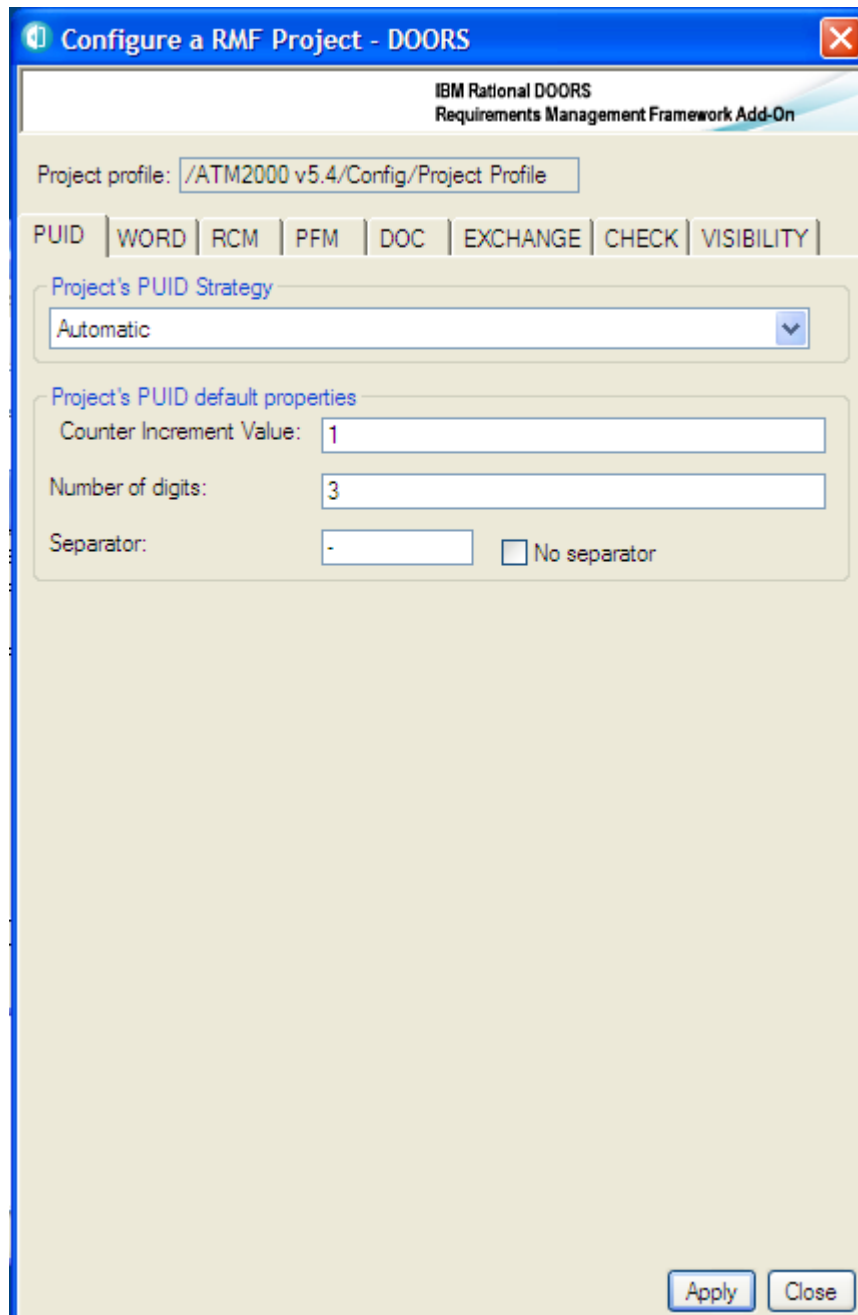 Configure a RMF Project - DOORS
IBM Rational DOORS
Requirements Management Framework Add-On
Project profile: /ATM2000 v5.4/Config/Project Profile
PUID WORD RCM PFM DOC EXCHANGE CHECK VISIBILITY
Project's PUID Strategy
Automatic
Project's PUID default properties
Counter Increment Value: 1
Number of digits: 3
Separator: - No separator
Apply Close